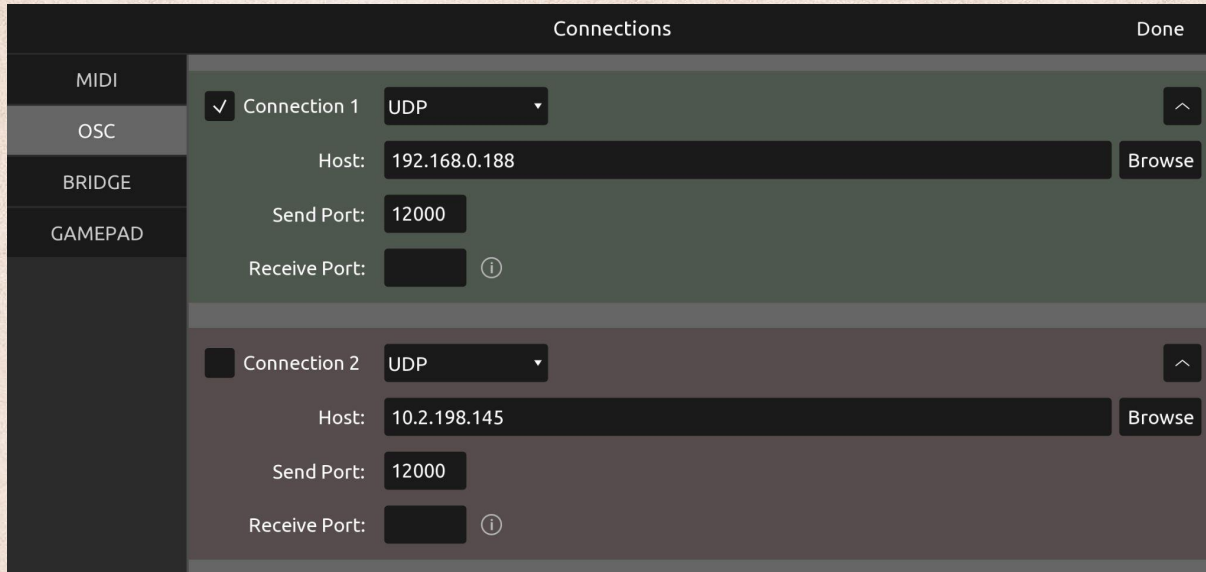 Connections
Done
MIDI
OSC
BRIDGE
GAMEPAD
Connection 1 UDP
Host: 192.168.0.188 Browse
Send Port: 12000
Receive Port:
Connection 2 UDP
Host: 10.2.198.145 Browse
Send Port: 12000
Receive Port: